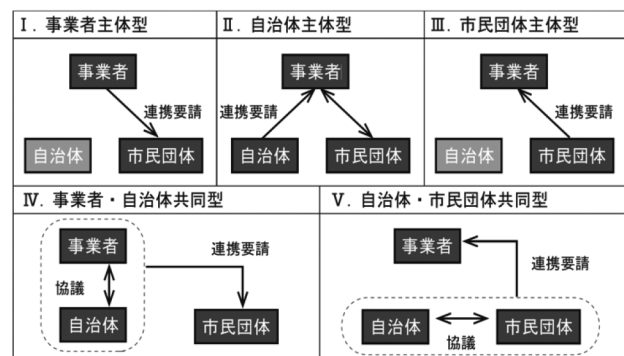 Ⅰ. 事業者主体型
事業者
連携要請
自治体
市民団体
Ⅱ. 自治体主体型
事業者
連携要請
自治体
市民団体
Ⅲ. 市民団体主体型
事業者
連携要請
自治体
市民団体
Ⅳ. 事業者・自治体共同型
事業者
連携要請
協議
自治体
市民団体
Ⅴ. 自治体・市民団体共同型
事業者
連携要請
自治体
市民団体
協議